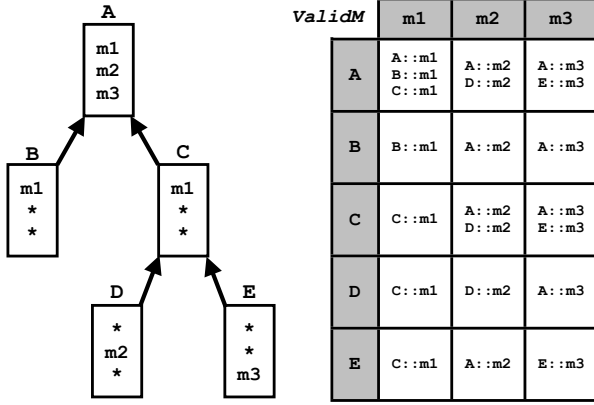 A
m1
m2
m3
B
m1
*
*
C
m1
*
*
D
*
m2
*
E
*
*
m3
ValidM m1 m2 m3
A
A::m1
B::m1
C::m1
A::m2
D::m2
A::m3
E::m3
B B::m1 A::m2 A::m3
C C::m1
A::m2
D::m2
A::m3
E::m3
D C::m1 D::m2 A::m3
E C::m1 A::m2 E::m3